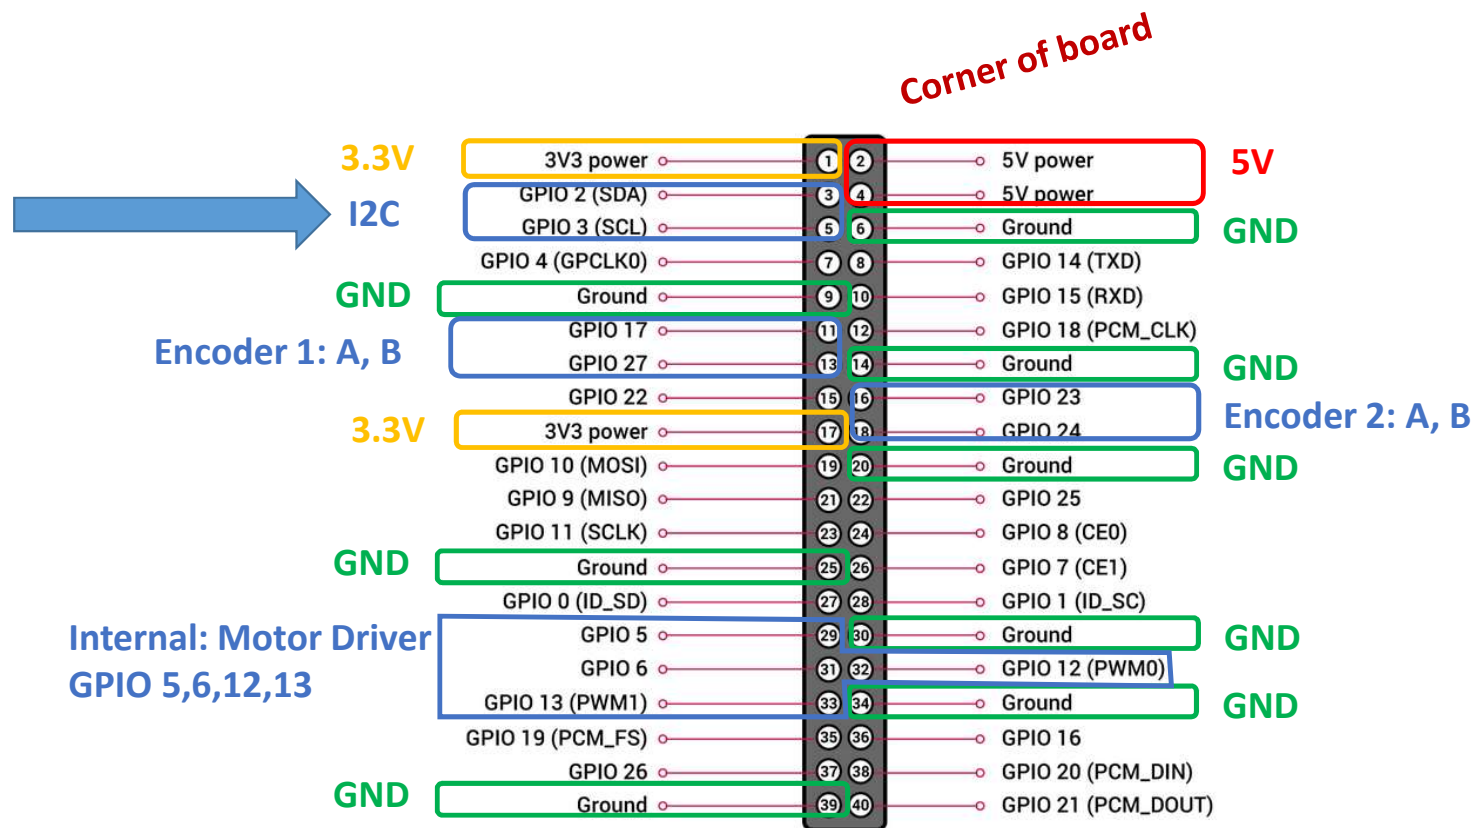 Corner of board
3.3V 3V3 power 1 2 5V power 5V
I2C GPIO 2 (SDA) 3 4 5V power
GPIO 3 (SCL) 5 6 Ground GND
GPIO 4 (GPCLK0) 7 8 GPIO 14 (TXD)
GND Ground 9 10 GPIO 15 (RXD)
Encoder 1: A, B GPIO 17 11 12 GPIO 18 (PCM_CLK)
GPIO 27 13 14 Ground GND
GPIO 22 15 16 GPIO 23 Encoder 2: A, B
3.3V 3V3 power 17 18 GPIO 24
GPIO 10 (MOSI) 19 20 Ground GND
GPIO 9 (MISO) 21 22 GPIO 25
GPIO 11 (SCLK) 23 24 GPIO 8 (CE0)
GND Ground 25 26 GPIO 7 (CE1)
GPIO 0 (ID_SD) 27 28 GPIO 1 (ID_SC)
Internal: Motor Driver GPIO 5 29 30 Ground GND
GPIO 5,6,12,13 GPIO 6 31 32 GPIO 12 (PWM0)
GPIO 13 (PWM1) 33 34 Ground GND
GPIO 19 (PCM_FS) 35 36 GPIO 16
GPIO 26 37 38 GPIO 20 (PCM_DIN)
GND Ground 39 40 GPIO 21 (PCM_DOUT)